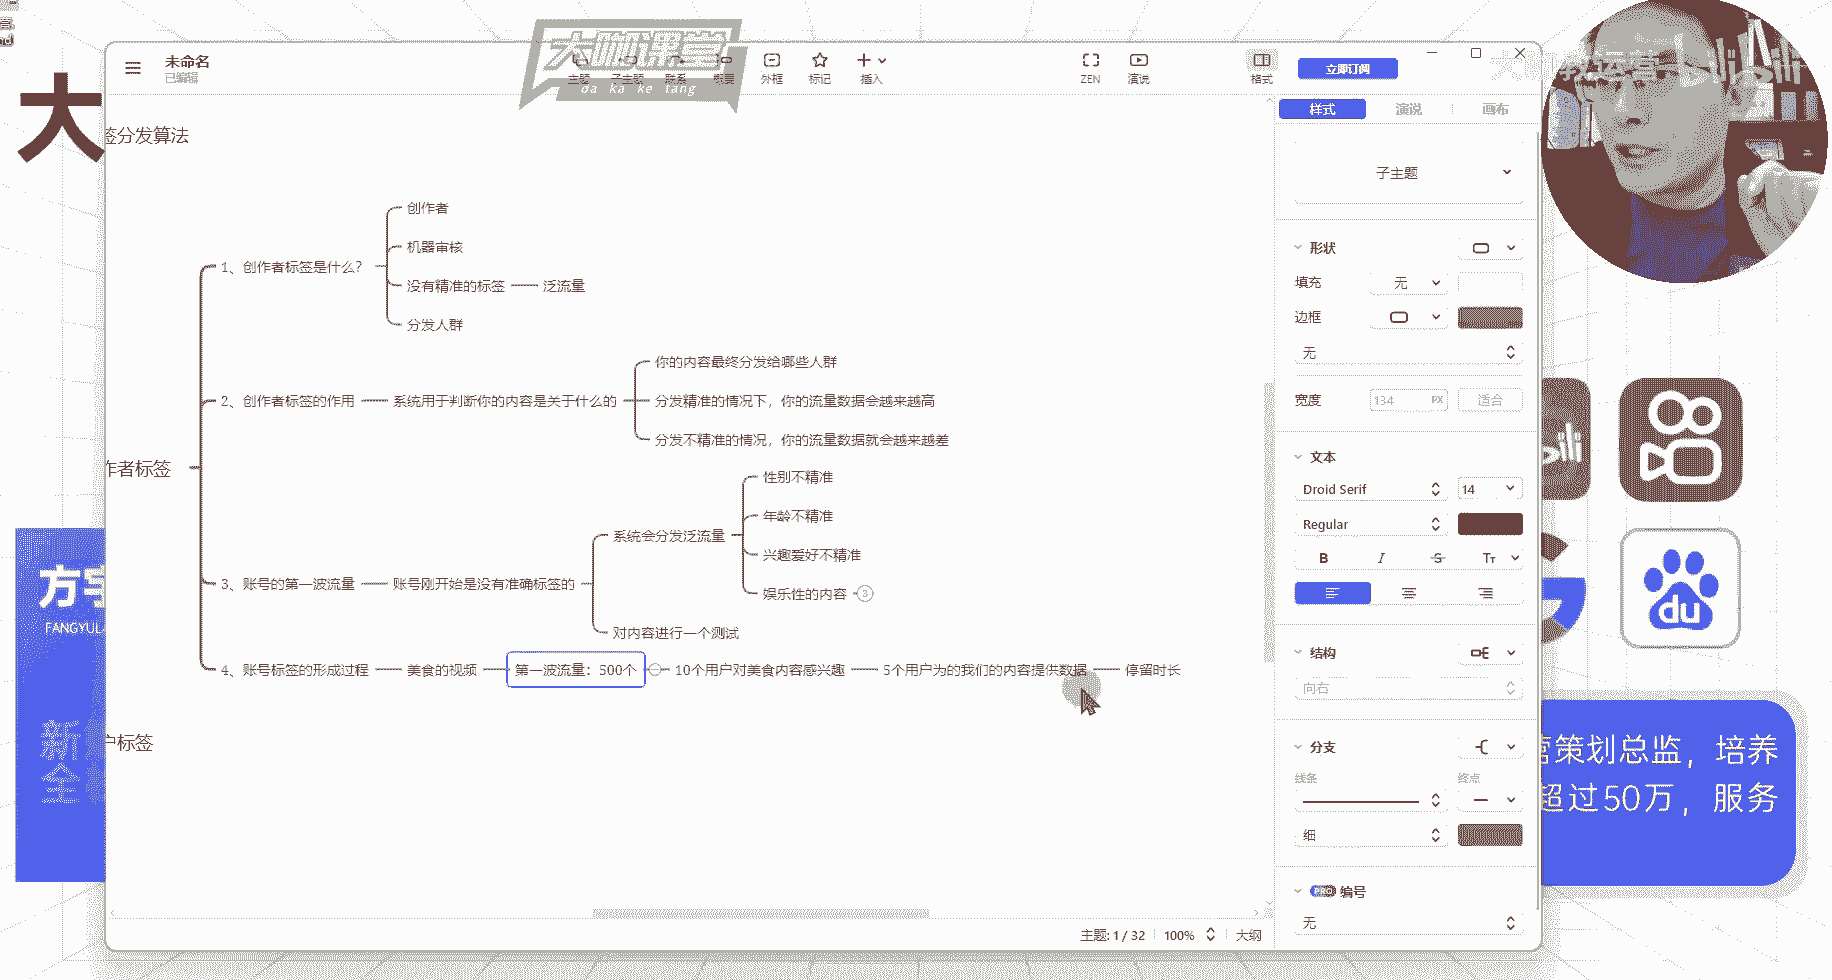 大
大咖课堂
da ka ke tang
未命名
已编辑
主题
子主题
联系
概要
外框
标记
插入
ZEN
演说
格式
立即订阅
教运营
bilibili
样式
演说
画布
签分发算法
子主题
创作者
机器审核
1、创作者标签是什么？
没有精准的标签
泛流量
分发人群
形状
填充
无
边框
无
你的内容最终分发给哪些人群
2、创作者标签的作用
系统用于判断你的内容是关于什么的
分发精准的情况下，你的流量数据会越来越高
分发不精准的情况，你的流量数据就会越来越差
宽度
134
PX
适合
作者标签
文本
性别不精准
Droid Serif
14
年龄不精准
Regular
系统会分发泛流量
兴趣爱好不精准
B
I
S
Tт
3、账号的第一波流量
账号刚开始是没有准确标签的
娱乐性的内容
3
对内容进行一个测试
4、账号标签的形成过程
美食的视频
第一波流量：500个
10个用户对美食内容感兴趣
5个用户为的我们的内容提供数据
停留时长
结构
向右
户标签
分支
线条
终点
细
PRO
编号
无
主题: 1 / 32
100%
大纲
du
FANGYUL
新
全
营策划总监，培养
超过50万，服务